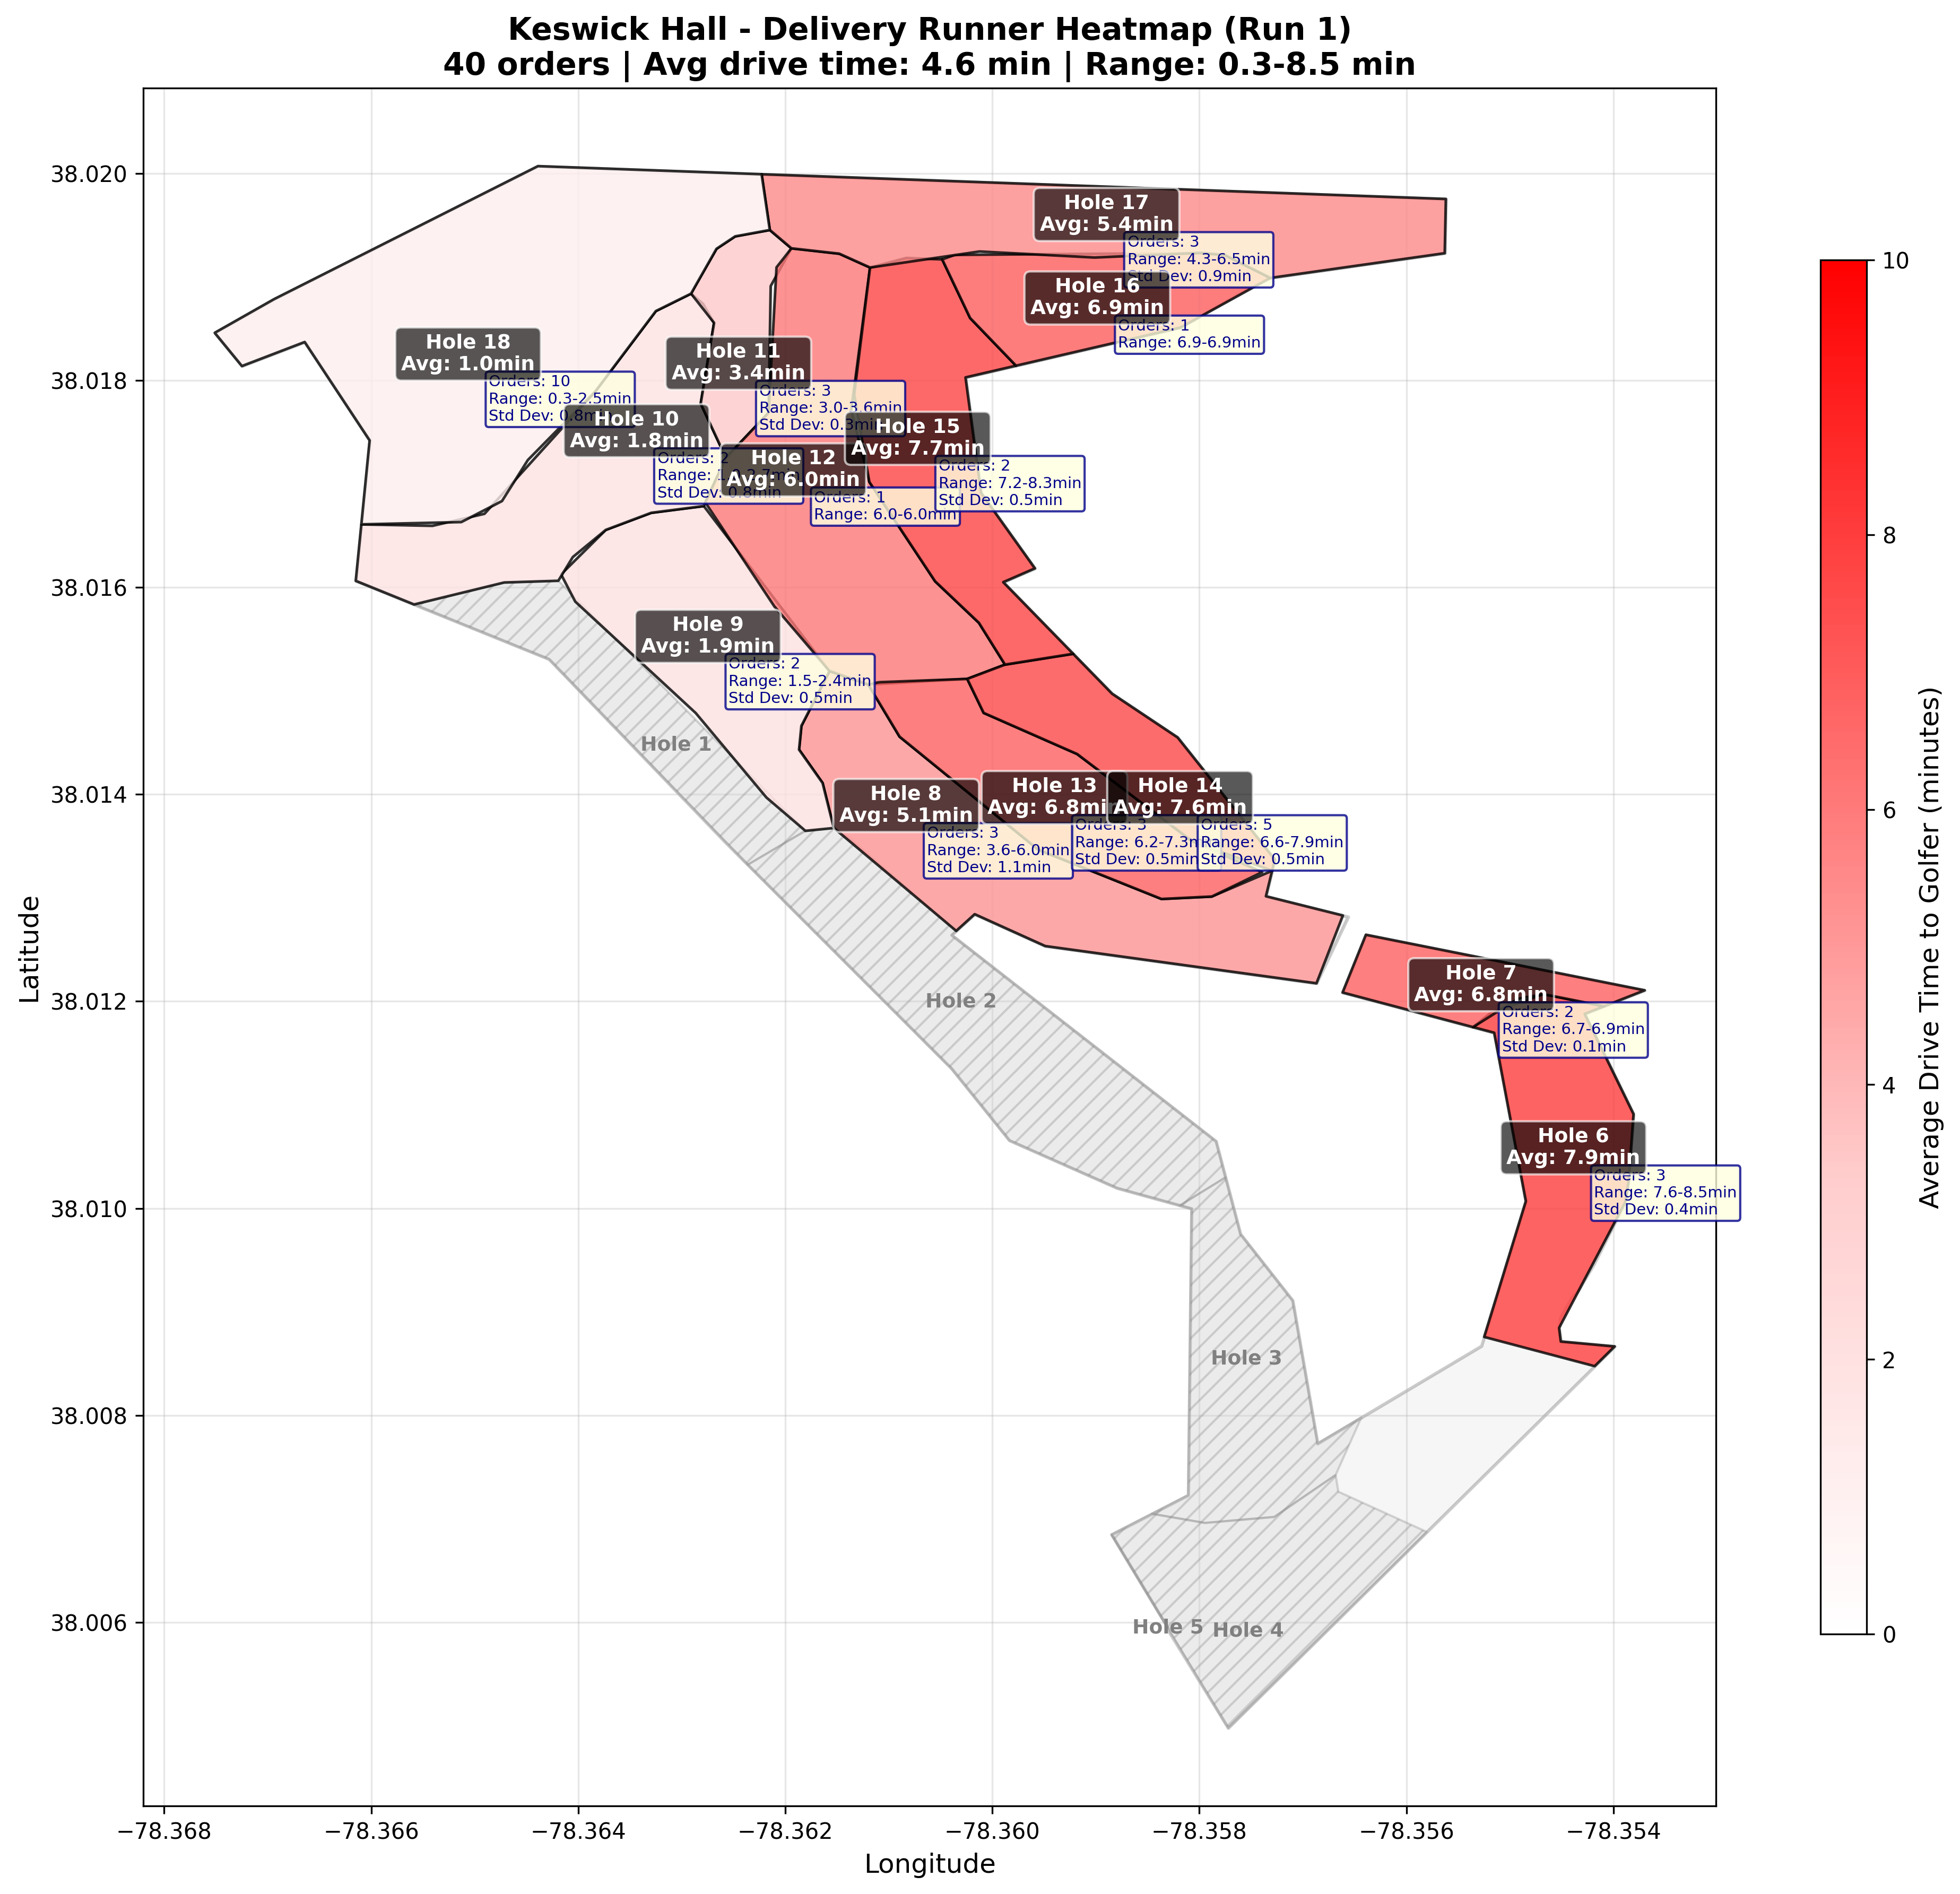 Keswick Hall - Delivery Runner Heatmap (Run 1)
40 orders | Avg drive time: 4.6 min | Range: 0.3-8.5 min
38.020
38.018
38.016
38.014
38.012
38.010
38.008
38.006
Latitude
Hole 17
Avg: 5.4min
Orders: 3
Range: 4.3-6.5min
Std Dev: 0.9min
Hole 16
Avg: 6.9min
Orders: 1
Range: 6.9-6.9min
Hole 18
Avg: 1.0min
Orders: 10
Range: 0.3-2.5min
Std Dev: 0.8min
Hole 11
Avg: 3.4min
Orders: 3
Range: 3.0-3.6min
Std Dev: 0.3min
Hole 10
Avg: 1.8min
Orders: 2
Range:
Std Dev: 0.8min
Hole 15
Avg: 7.7min
Orders: 2
Range: 7.2-8.3min
Std Dev: 0.5min
Hole 12
Avg: 6.0min
Orders: 1
Range: 6.0-6.0min
Hole 9
Avg: 1.9min
Orders: 2
Range: 1.5-2.4min
Std Dev: 0.5min
Hole 1
Hole 8
Avg: 5.1min
Orders: 3
Range: 3.6-6.0min
Std Dev: 1.1min
Hole 13
Avg: 6.8min
Orders: 3
Range: 6.2-7.3min
Std Dev: 0.5min
Hole 14
Avg: 7.6min
Orders: 5
Range: 6.6-7.9min
Std Dev: 0.5min
Hole 2
Hole 7
Avg: 6.8min
Orders: 2
Range: 6.7-6.9min
Std Dev: 0.1min
Hole 6
Avg: 7.9min
Orders: 3
Range: 7.6-8.5min
Std Dev: 0.4min
Hole 3
Hole 5
Hole 4
−78.368
−78.366
−78.364
−78.362
−78.360
−78.358
−78.356
−78.354
Longitude
10
8
6
4
2
0
Average Drive Time to Golfer (minutes)